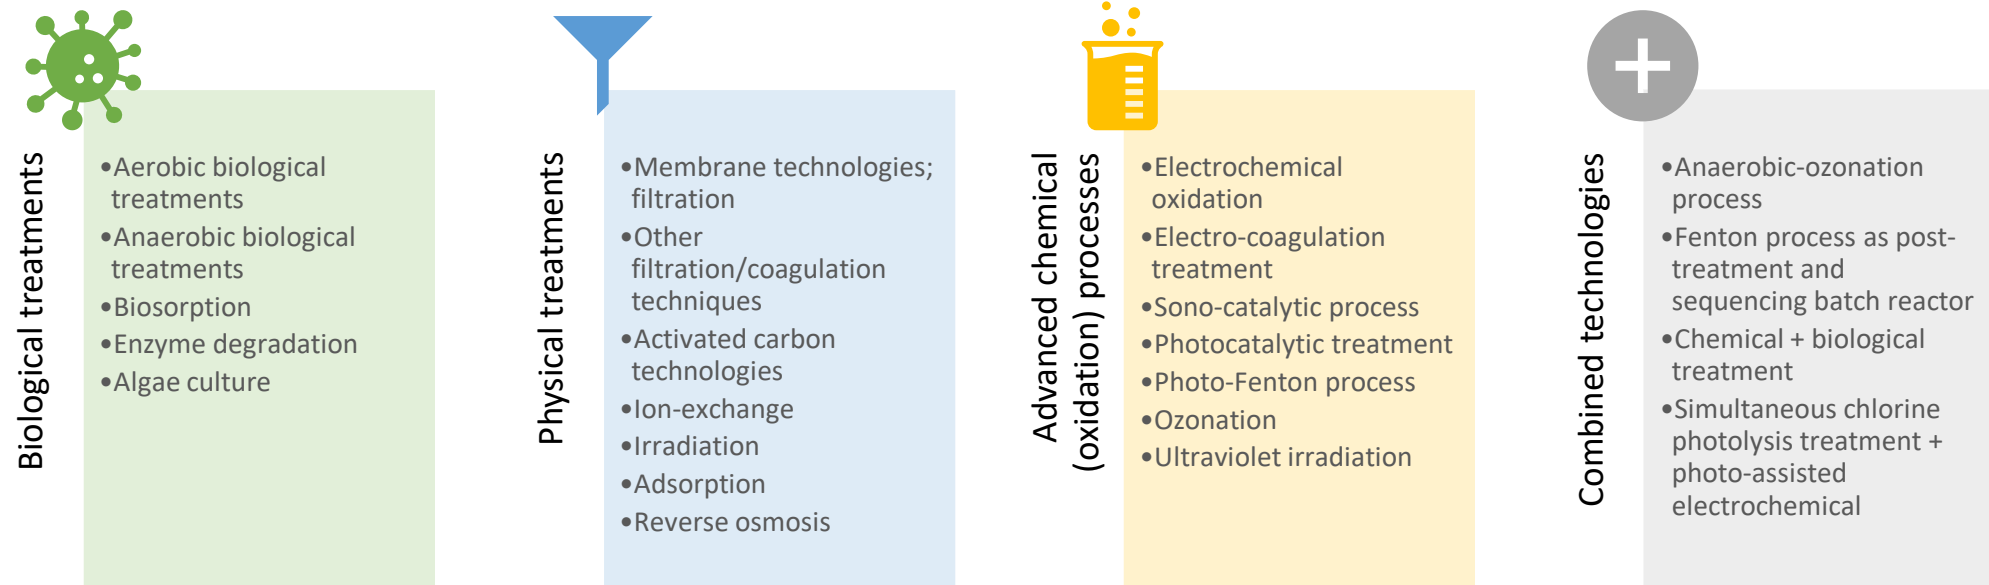 Biological treatments
•Aerobic biological
treatments
•Anaerobic biological
treatments
•Biosorption
•Enzyme degradation
•Algae culture
Physical treatments
•Membrane technologies;
filtration
•Other
filtration/coagulation
techniques
•Activated carbon
technologies
•Ion-exchange
•Irradiation
•Adsorption
•Reverse osmosis
Advanced chemical
(oxidation) processes
•Electrochemical
oxidation
•Electro-coagulation
treatment
•Sono-catalytic process
•Photocatalytic treatment
•Photo-Fenton process
•Ozonation
•Ultraviolet irradiation
Combined technologies
•Anaerobic-ozonation
process
•Fenton process as post-
treatment and
sequencing batch reactor
•Chemical + biological
treatment
•Simultaneous chlorine
photolysis treatment +
photo-assisted
electrochemical